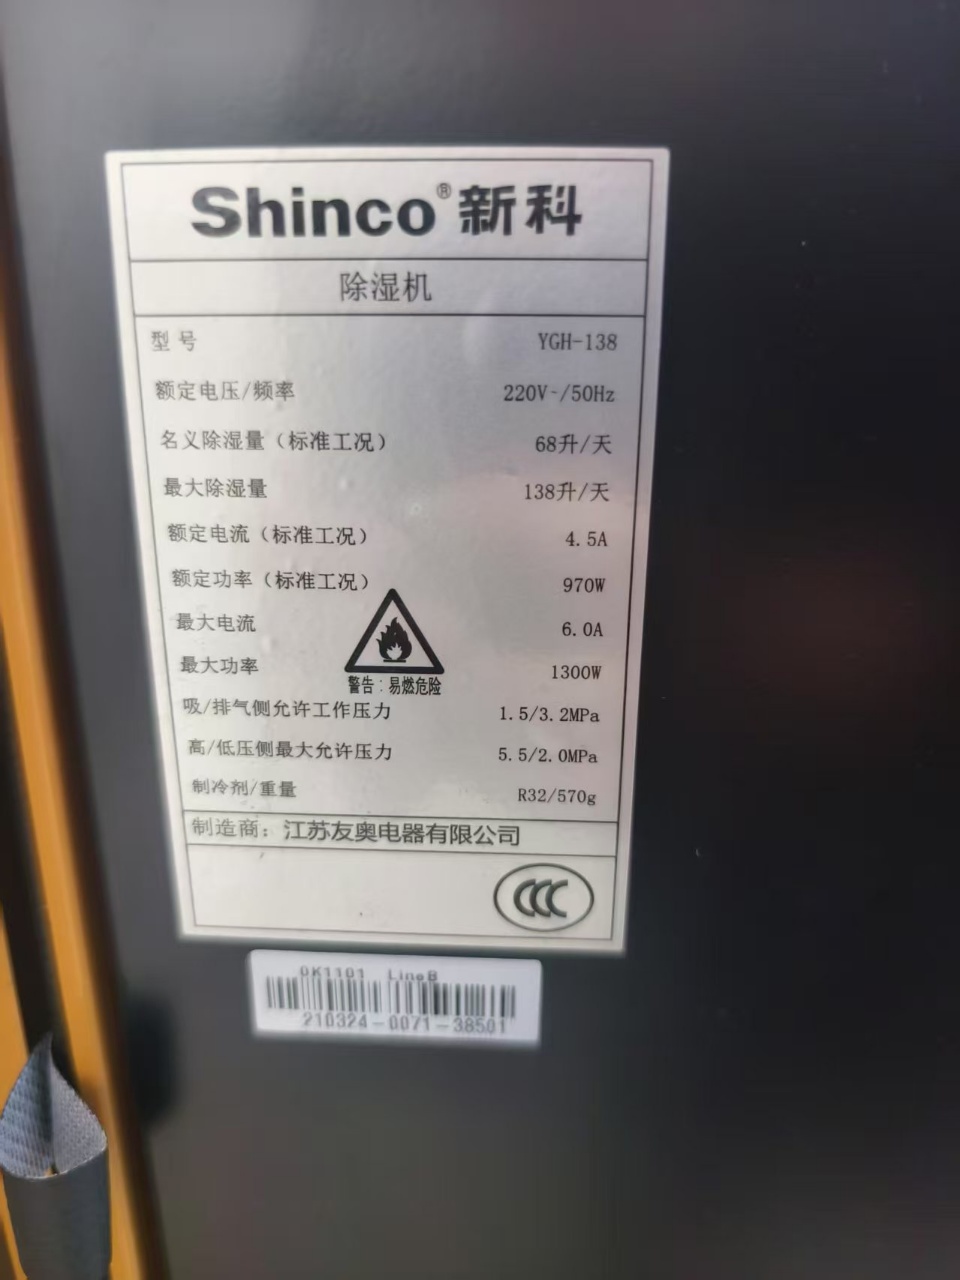 Shinco®新科
除湿机
型号 YGH-138
额定电压/频率 220V~/50Hz
名义除湿量（标准工况） 68升/天
最大除湿量 138升/天
额定电流（标准工况） 4.5A
额定功率（标准工况） 970W
最大电流 6.0A
最大功率 1300W
警告：易燃危险
吸/排气侧允许工作压力 1.5/3.2MPa
高/低压侧最大允许压力 5.5/2.0MPa
制冷剂/重量 R32/570g
制造商：江苏友奥电器有限公司
CCC
0K1101 LineB
210324-0071-38501